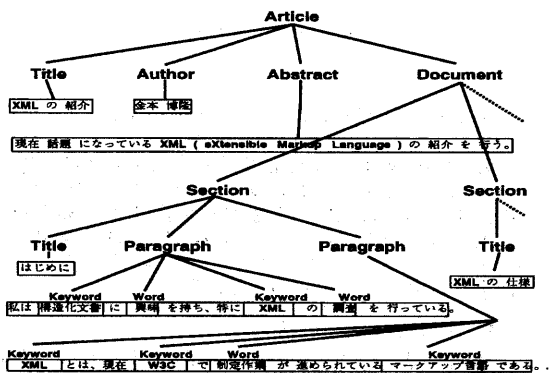 Article
Title Author Abstract Document
XML の 紹介 金本 博隆
現在 話題 になっている XML ( eXtensible Markup Language ) の 紹介 を 行う。
Section Section
Title Paragraph Paragraph Title
はじめに XML の 仕様
Keyword Word Keyword Word
私は 構造化文書 に 興味 を 持ち、特に XML の 調査 を 行っている。
Keyword Keyword Word Keyword
XML とは、現在 W3C で 制定作業 が 進められている マークアップ言語 で ある。..